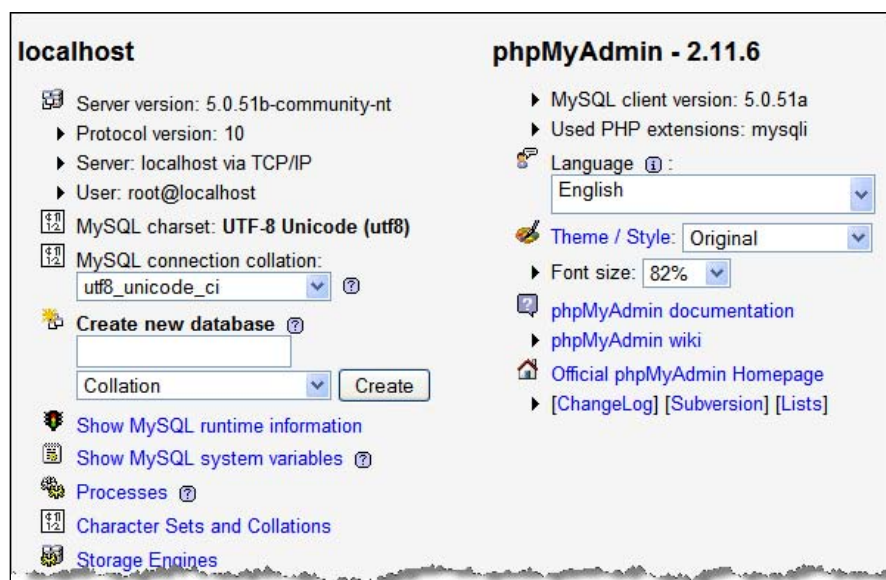 localhost
Server version: 5.0.51b-community-nt
Protocol version: 10
Server: localhost via TCP/IP
User: root@localhost
MySQL charset: UTF-8 Unicode (utf8)
MySQL connection collation:
utf8_unicode_ci
Create new database
Collation
Create
Show MySQL runtime information
Show MySQL system variables
Processes
Character Sets and Collations
Storage Engines
phpMyAdmin - 2.11.6
MySQL client version: 5.0.51a
Used PHP extensions: mysqli
Language :
English
Theme / Style: Original
Font size: 82%
phpMyAdmin documentation
phpMyAdmin wiki
Official phpMyAdmin Homepage
[ChangeLog] [Subversion] [Lists]